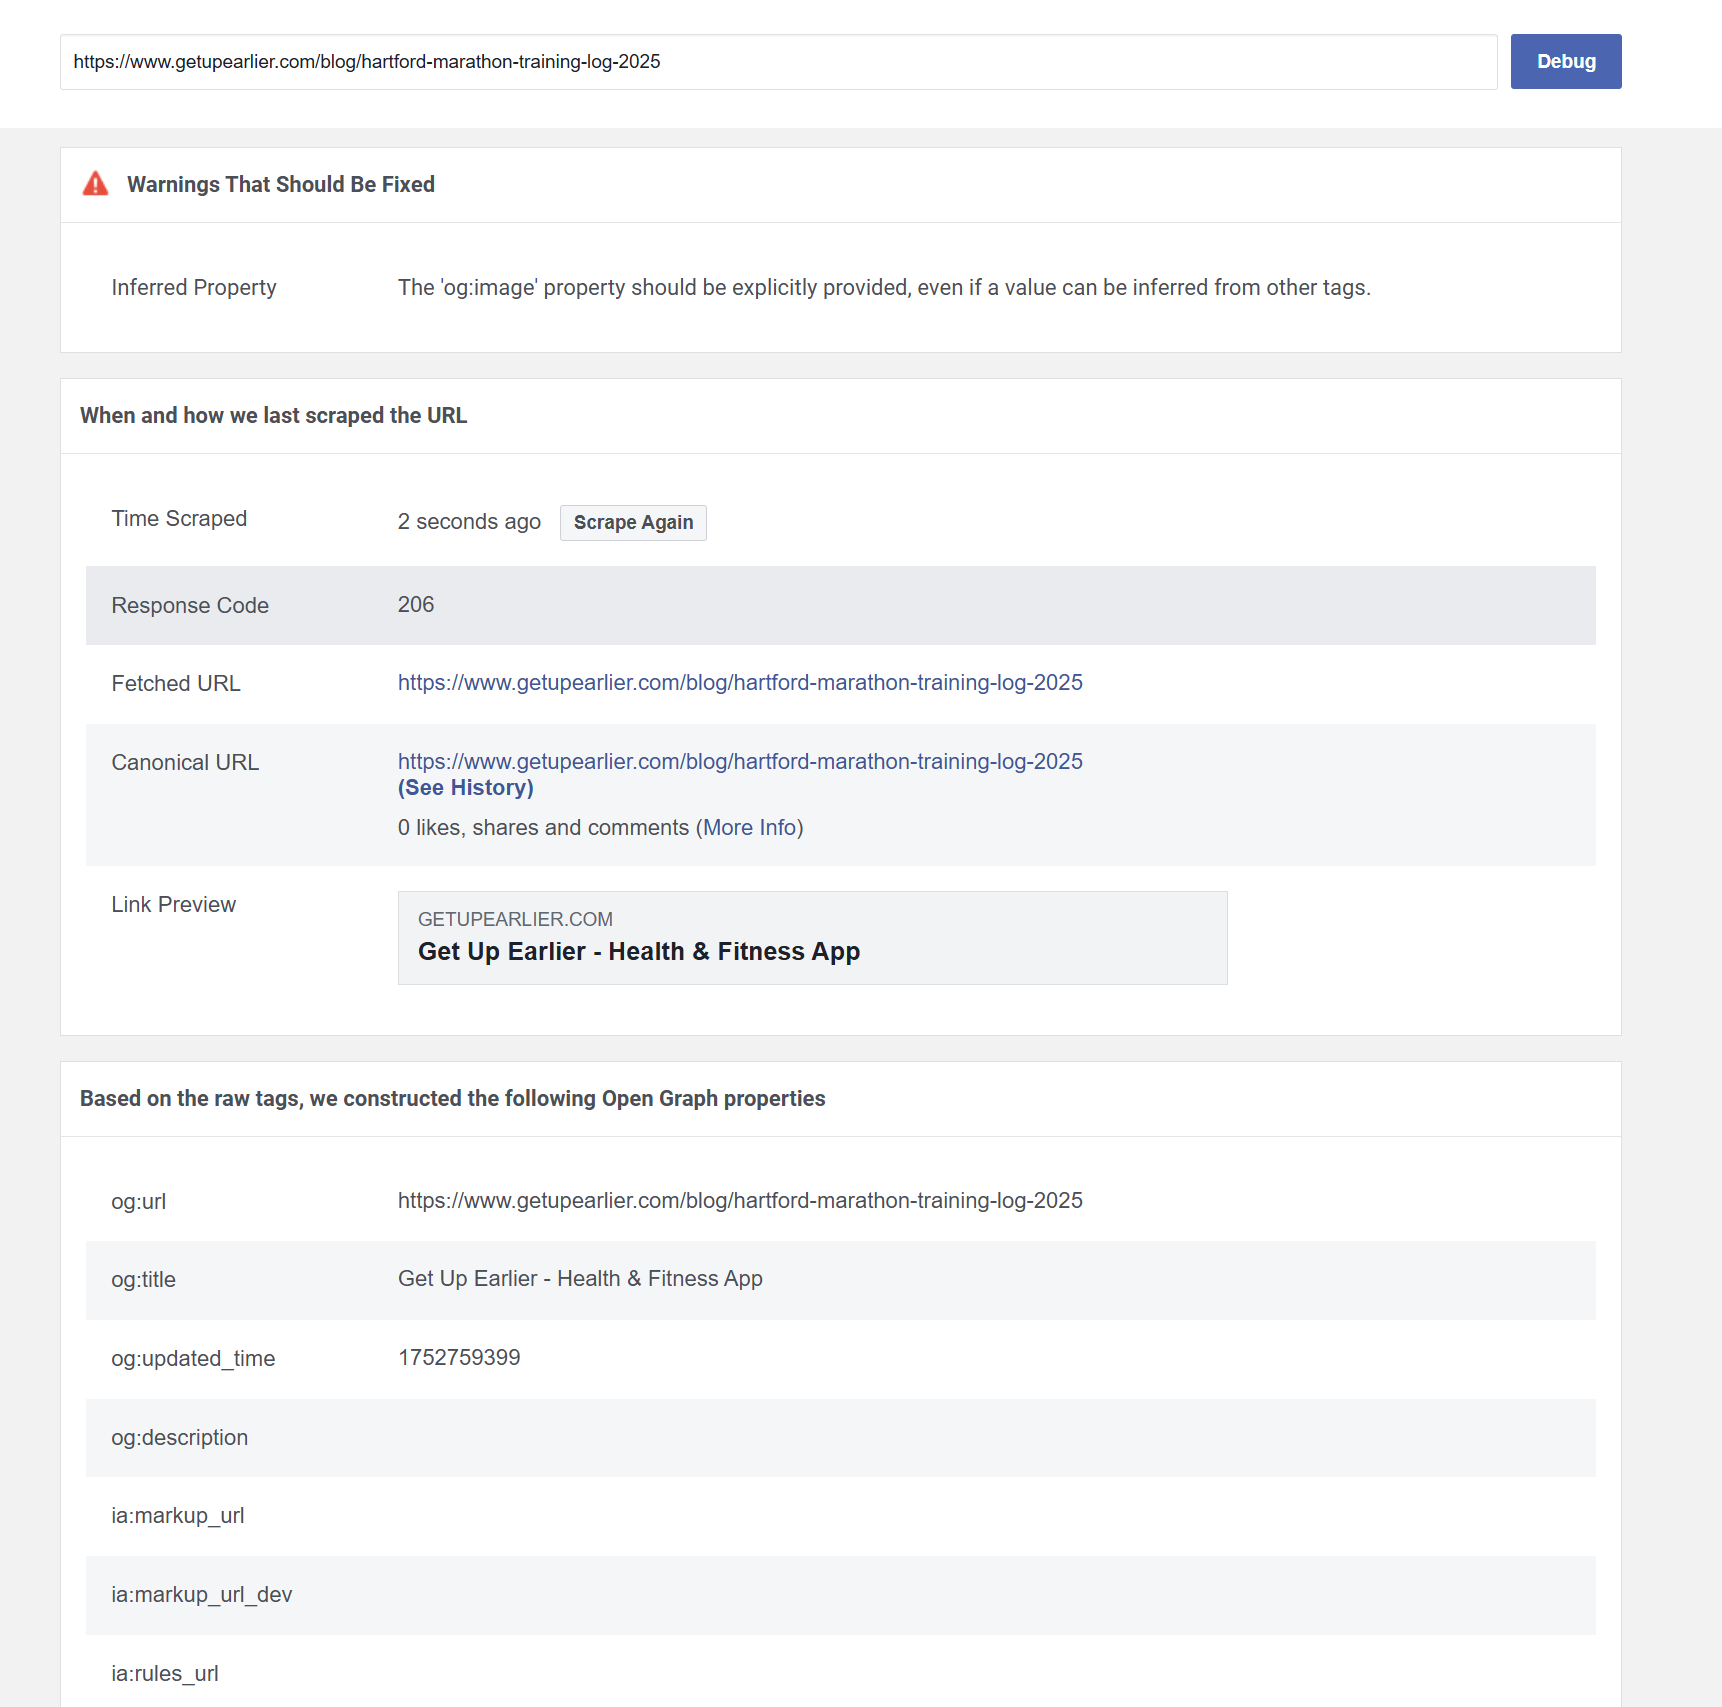 https://www.getupearlier.com/blog/hartford-marathon-training-log-2025
Debug
Warnings That Should Be Fixed
Inferred Property
The 'og:image' property should be explicitly provided, even if a value can be inferred from other tags.
When and how we last scraped the URL
Time Scraped
2 seconds ago
Scrape Again
Response Code
206
Fetched URL
https://www.getupearlier.com/blog/hartford-marathon-training-log-2025
Canonical URL
https://www.getupearlier.com/blog/hartford-marathon-training-log-2025
(See History)
0 likes, shares and comments (More Info)
Link Preview
GETUPEARLIER.COM
Get Up Earlier - Health & Fitness App
Based on the raw tags, we constructed the following Open Graph properties
og:url
https://www.getupearlier.com/blog/hartford-marathon-training-log-2025
og:title
Get Up Earlier - Health & Fitness App
og:updated_time
1752759399
og:description
ia:markup_url
ia:markup_url_dev
ia:rules_url